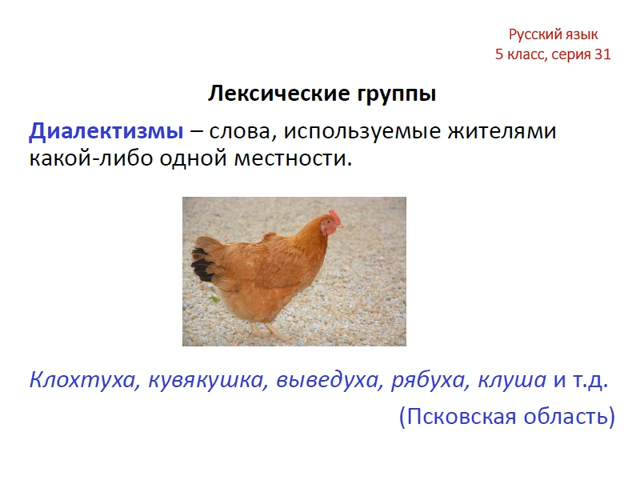 Русский язык
5 класс, серия 31
Лексические группы
Диалектизмы – слова, используемые жителями
какой-либо одной местности.
Клохтуха, кувякушка, выведуха, рябуха, клуша и т.д.
(Псковская область)